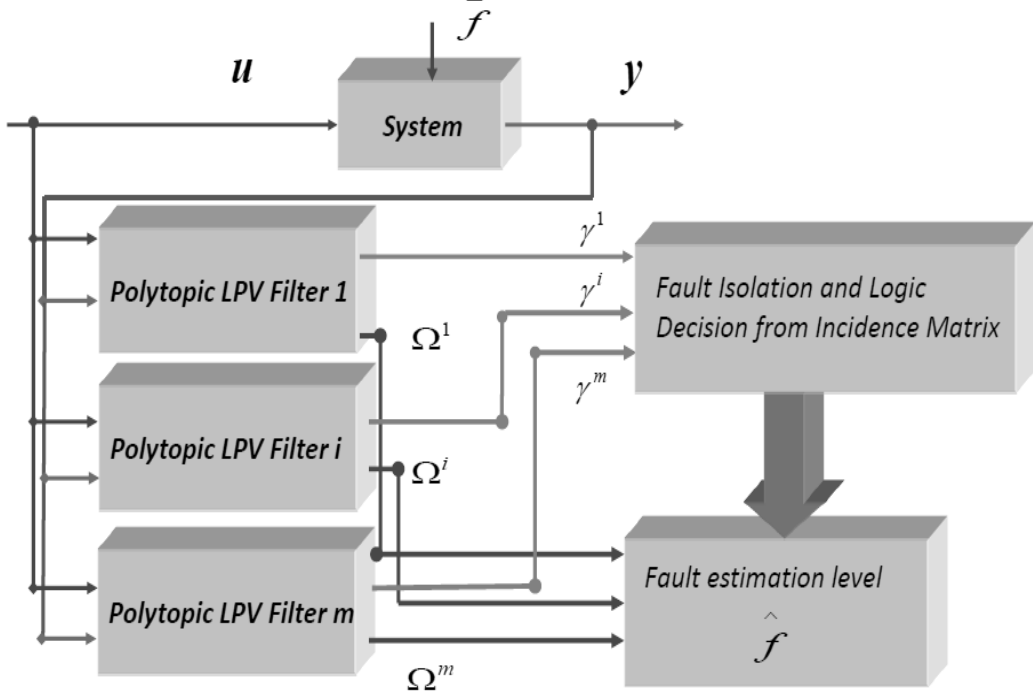 f
u
y
System
Polytopic LPV Filter 1
γ¹
Fault Isolation and Logic
Decision from Incidence Matrix
γⁱ
γᵐ
Ω¹
Polytopic LPV Filter i
Ωⁱ
Polytopic LPV Filter m
Ωᵐ
Fault estimation level
f̂